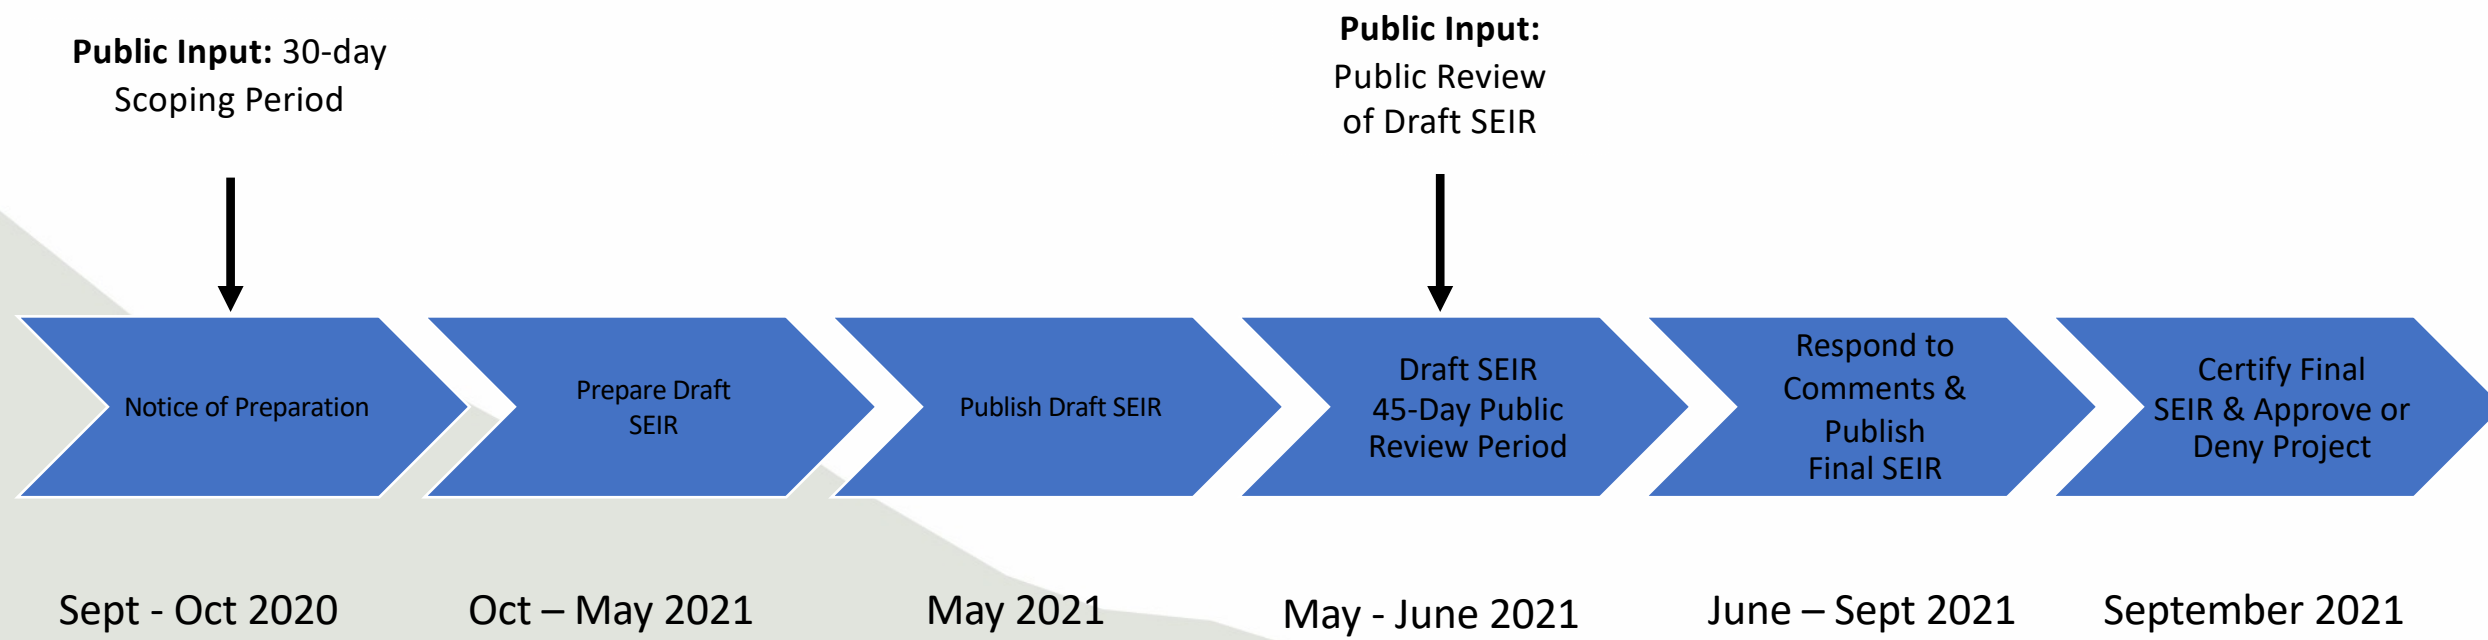 Public Input: 30-day
Scoping Period
Public Input:
Public Review
of Draft SEIR
Notice of Preparation
Prepare Draft
SEIR
Publish Draft SEIR
Draft SEIR
45-Day Public
Review Period
Respond to
Comments &
Publish
Final SEIR
Certify Final
SEIR & Approve or
Deny Project
Sept - Oct 2020
Oct – May 2021
May 2021
May - June 2021
June – Sept 2021
September 2021